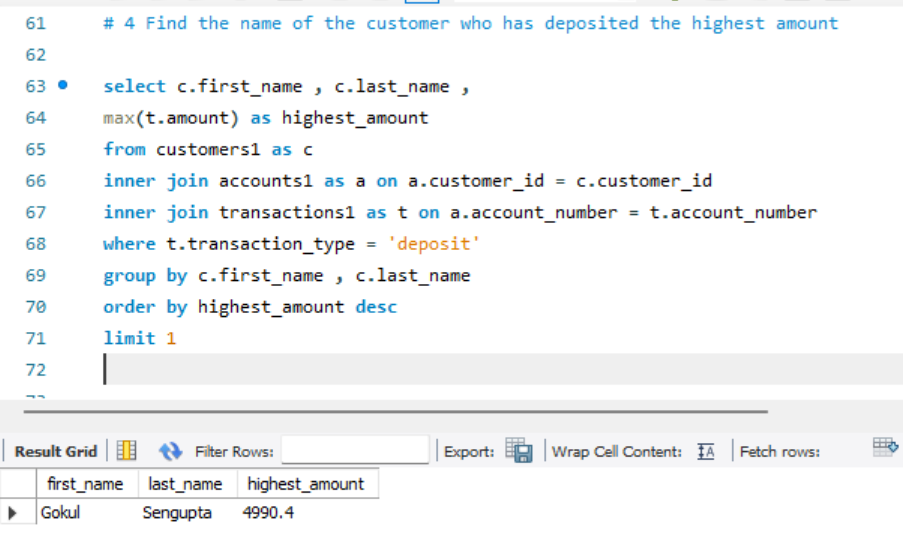 61 # 4 Find the name of the customer who has deposited the highest amount
62
63 select c.first_name , c.last_name ,
64 max(t.amount) as highest_amount
65 from customers1 as c
66 inner join accounts1 as a on a.customer_id = c.customer_id
67 inner join transactions1 as t on a.account_number = t.account_number
68 where t.transaction_type = 'deposit'
69 group by c.first_name , c.last_name
70 order by highest_amount desc
71 limit 1
72
Result Grid Filter Rows: Export: Wrap Cell Content: Fetch rows:
first_name last_name highest_amount
Gokul Sengupta 4990.4